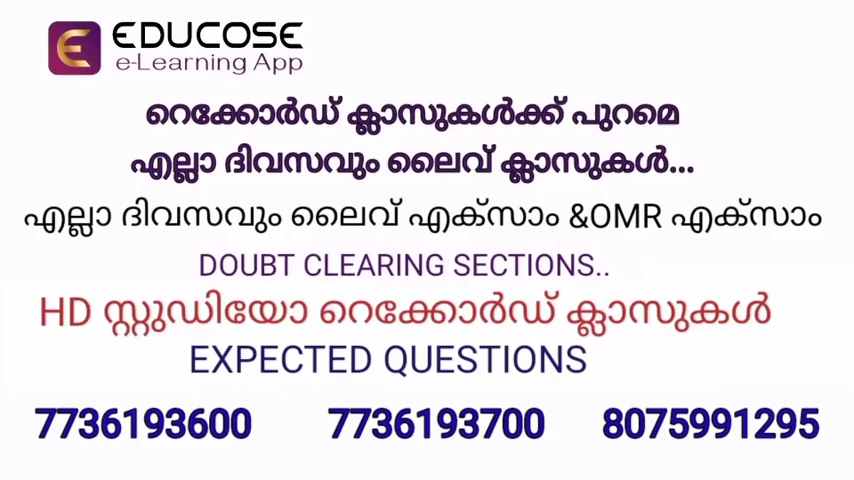 EDUCOSE
e-Learning App
റെക്കോർഡ് ക്ലാസുകൾക്ക് പുറമെ
എല്ലാ ദിവസവും ലൈവ് ക്ലാസുകൾ...
എല്ലാ ദിവസവും ലൈവ് എക്സാം &OMR എക്സാം
DOUBT CLEARING SECTIONS..
HD സ്റ്റുഡിയോ റെക്കോർഡ് ക്ലാസുകൾ
EXPECTED QUESTIONS
7736193600 7736193700 8075991295